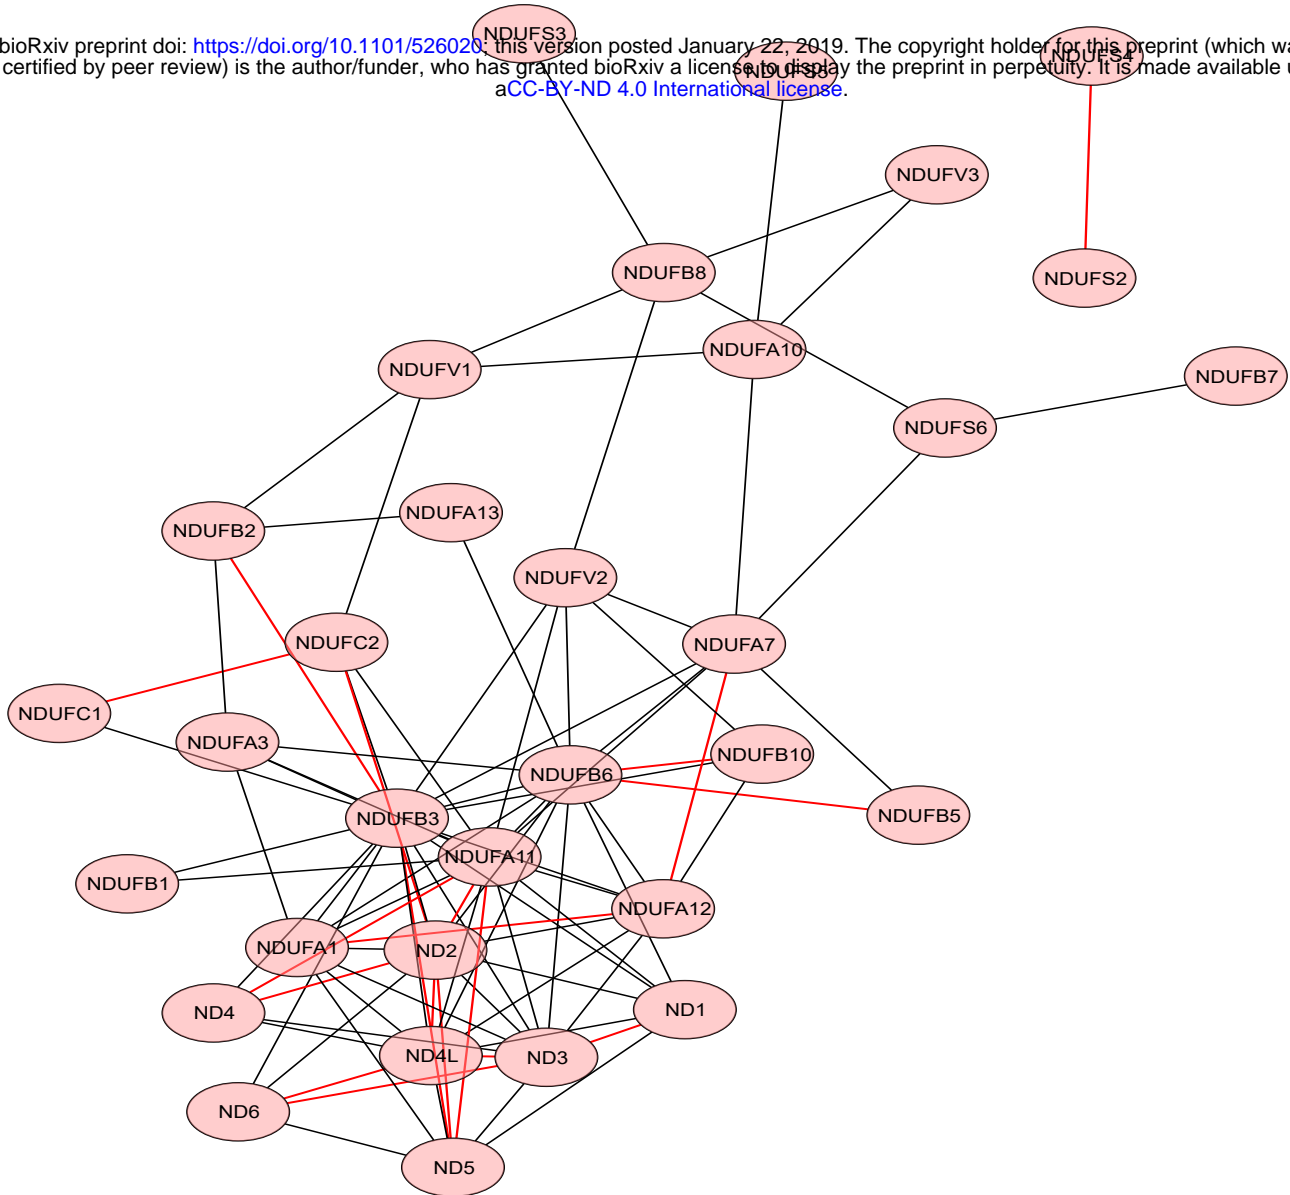 NDUFS3
bioRxiv preprint doi: https://doi.org/10.1101/526020; this version posted January 22, 2019. The copyright holder for this preprint (which wa
certified by peer review) is the author/funder, who has granted bioRxiv a license to display the preprint in perpetuity. It is made available
NDUFS4
NDUFS5
aCC-BY-ND 4.0 International license.
NDUFV3
NDUFB8
NDUFS2
NDUFA10
NDUFV1
NDUFB7
NDUFS6
NDUFA13
NDUFB2
NDUFV2
NDUFC2
NDUFA7
NDUFC1
NDUFA3
NDUFB10
NDUFB6
NDUFB5
NDUFB3
NDUFA11
NDUFB1
NDUFA12
NDUFA1
ND2
ND1
ND4
ND4L
ND3
ND6
ND5